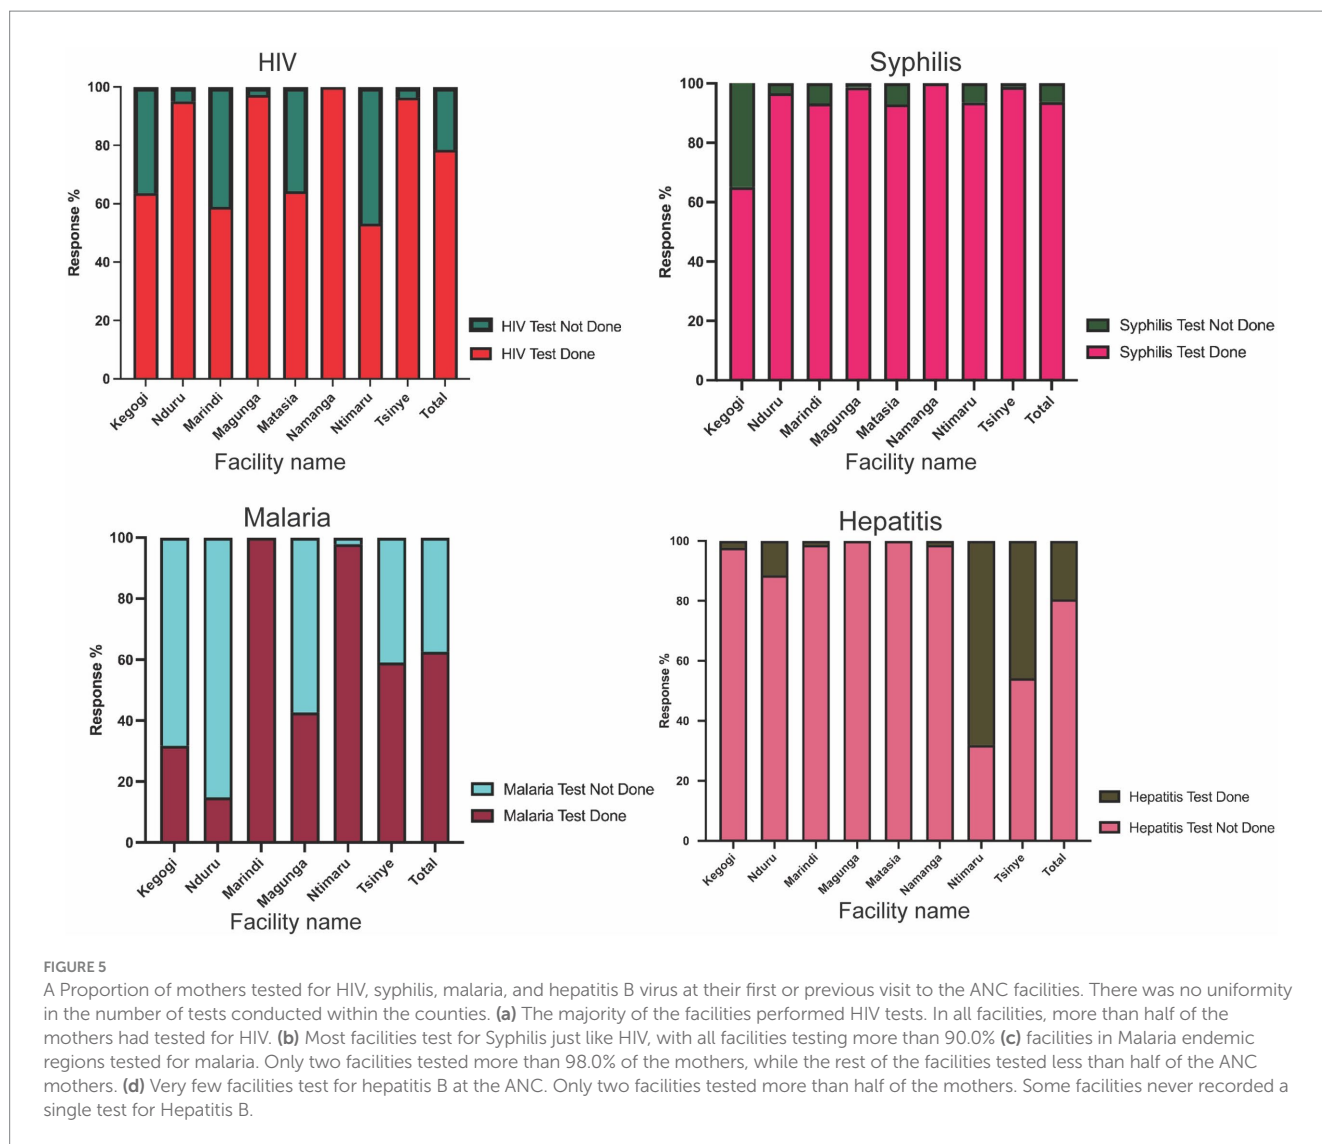 HIV
100
80
60
40
20
0
Response %
Kegogi
Nduru
Marindi
Magunga
Matasia
Namanga
Ntimaru
Tsinye
Total
Facility name
HIV Test Not Done
HIV Test Done
Syphilis
100
80
60
40
20
0
Response %
Kegogi
Nduru
Marindi
Magunga
Matasia
Namanga
Ntimaru
Tsinye
Total
Facility name
Syphilis Test Not Done
Syphilis Test Done
Malaria
100
80
60
40
20
0
Response %
Kegogi
Nduru
Marindi
Magunga
Ntimaru
Tsinye
Total
Facility name
Malaria Test Not Done
Malaria Test Done
Hepatitis
100
80
60
40
20
0
Response %
Kegogi
Nduru
Marindi
Magunga
Matasia
Namanga
Ntimaru
Tsinye
Total
Facility name
Hepatitis Test Done
Hepatitis Test Not Done
FIGURE 5
A Proportion of mothers tested for HIV, syphilis, malaria, and hepatitis B virus at their first or previous visit to the ANC facilities. There was no uniformity
in the number of tests conducted within the counties. (a) The majority of the facilities performed HIV tests. In all facilities, more than half of the
mothers had tested for HIV. (b) Most facilities test for Syphilis just like HIV, with all facilities testing more than 90.0% (c) facilities in Malaria endemic
regions tested for malaria. Only two facilities tested more than 98.0% of the mothers, while the rest of the facilities tested less than half of the ANC
mothers. (d) Very few facilities test for hepatitis B at the ANC. Only two facilities tested more than half of the mothers. Some facilities never recorded a
single test for Hepatitis B.